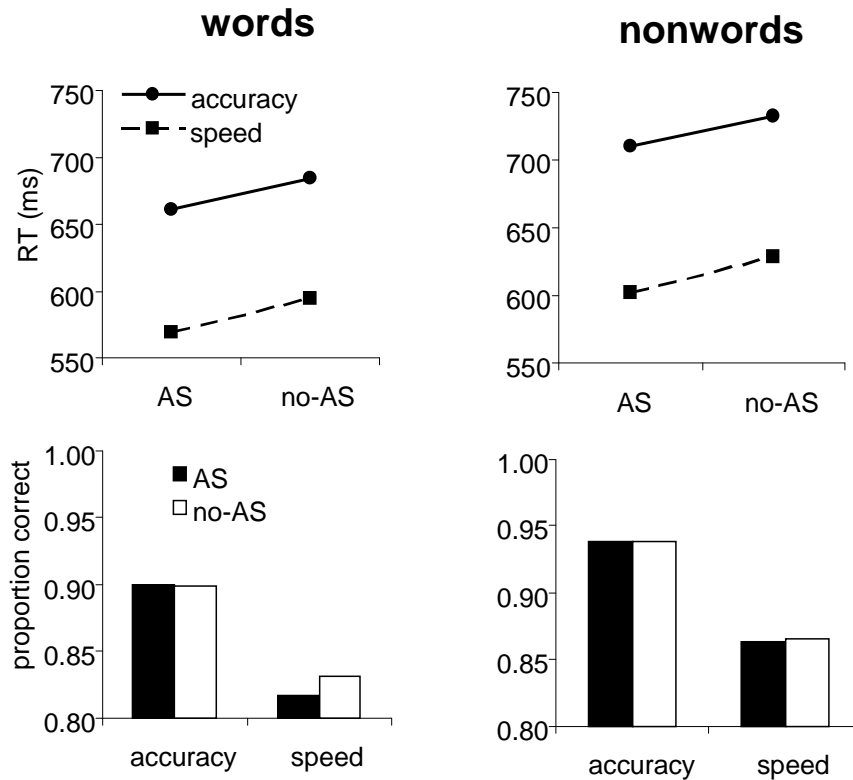 words
nonwords
750
700
650
600
550
RT (ms)
accuracy
speed
AS
no-AS
750
700
650
600
550
AS
no-AS
1.00
0.95
0.90
0.85
0.80
proportion correct
AS
no-AS
accuracy
speed
1.00
0.95
0.90
0.85
0.80
accuracy
speed